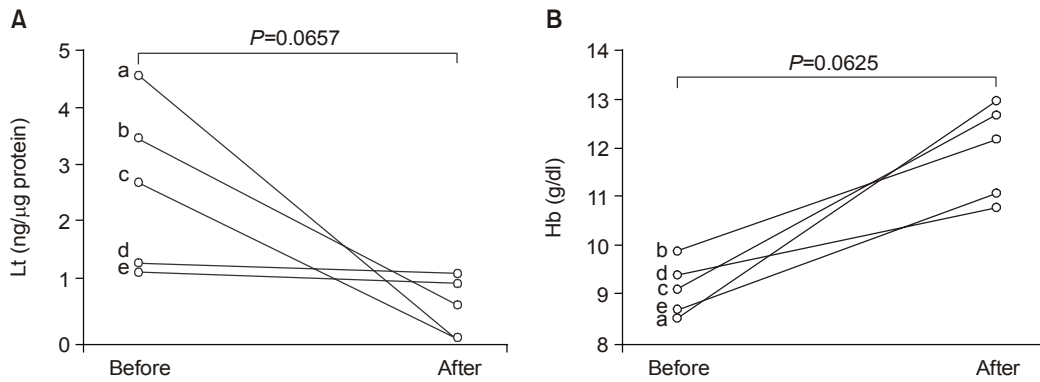 A
P=0.0657
5
4
3
2
1
0
Lt (ng/μg protein)
a
b
c
d
e
Before
After
B
P=0.0625
14
13
12
11
10
9
8
Hb (g/dl)
b
d
c
e
a
Before
After